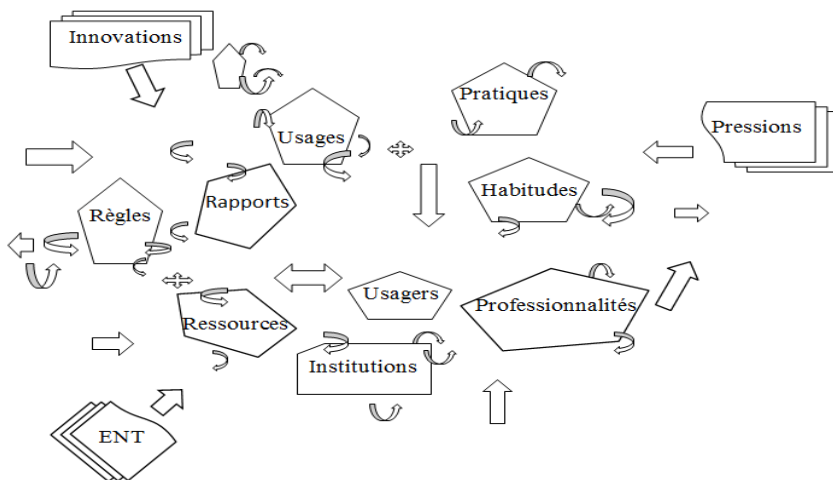 Innovations
Pratiques
Pressions
Usages
Habitudes
Rapports
Règles
Usagers
Professionnalités
Ressources
Institutions
ENT